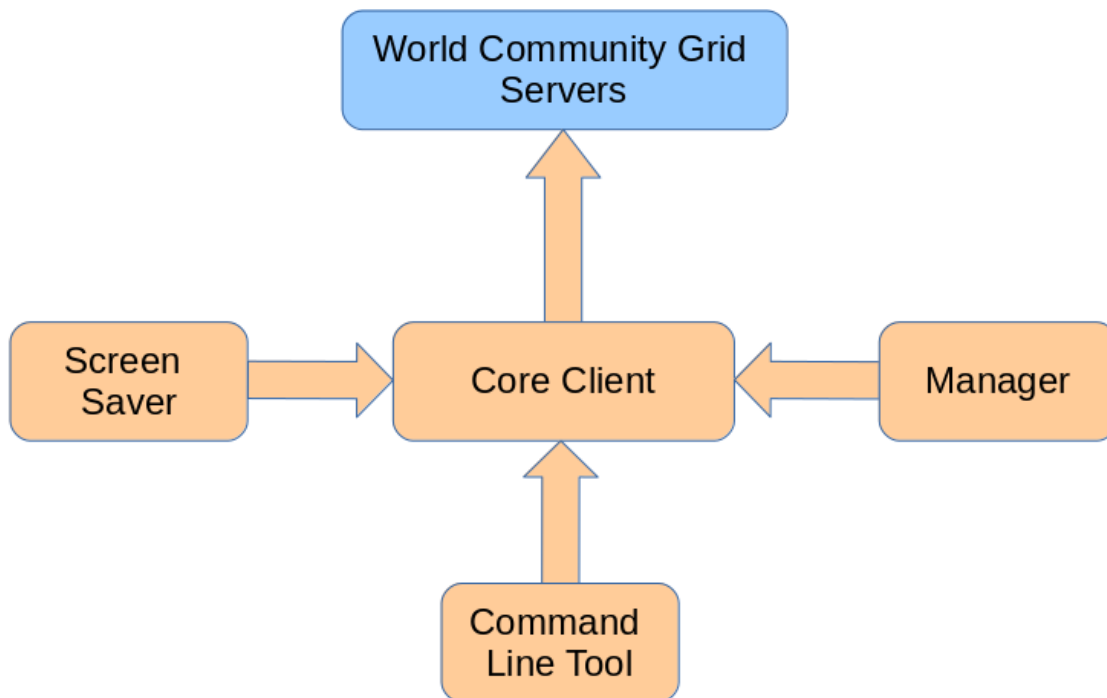 World Community Grid
Servers
Screen
Saver
Core Client
Manager
Command
Line Tool